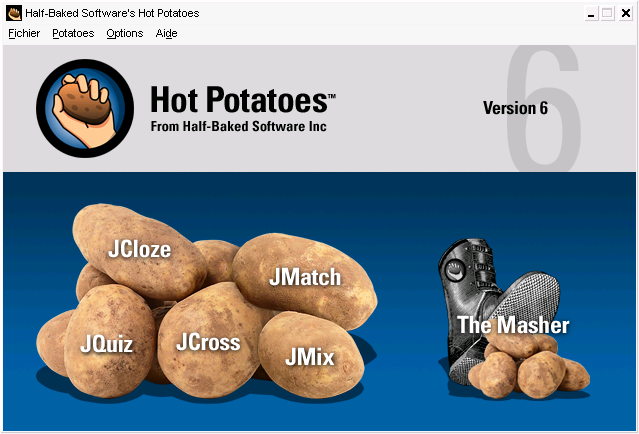 Half-Baked Software's Hot Potatoes
Fichier Potatoes Options Aide
Hot Potatoes™
From Half-Baked Software Inc
6
Version 6
JCloze
JMatch
JQuiz
JCross
JMix
The Masher